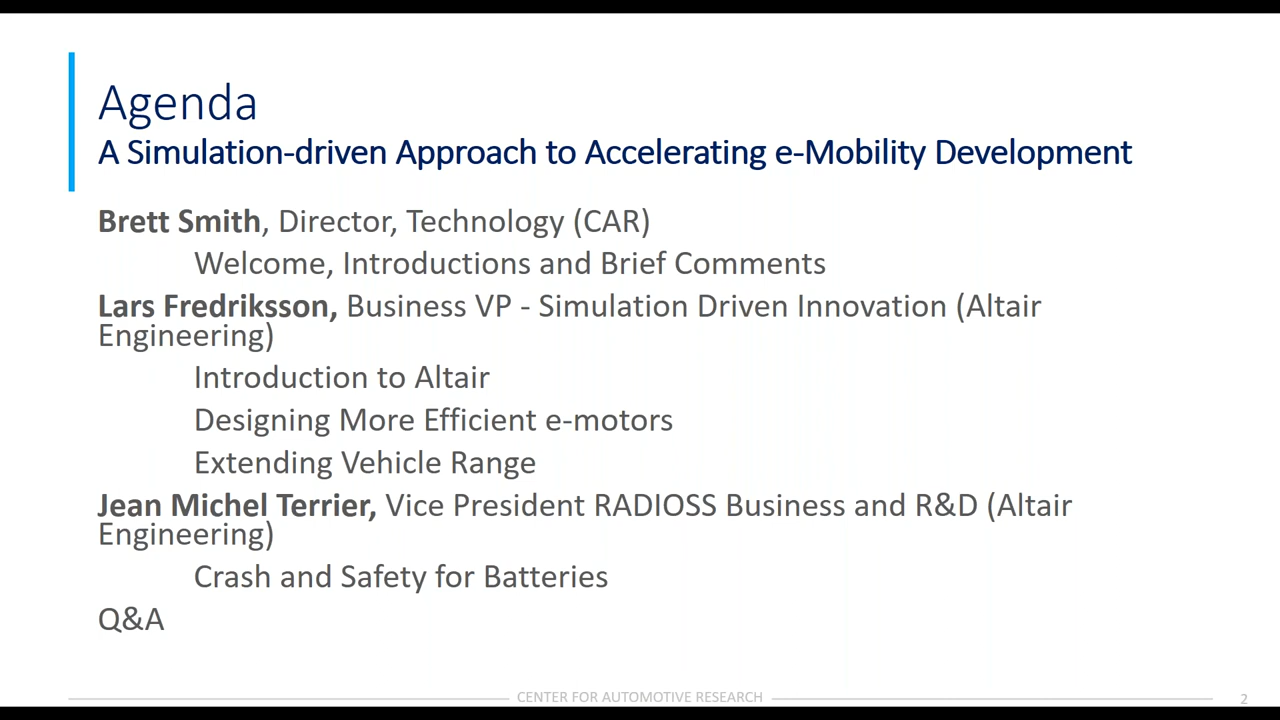 Agenda
A Simulation-driven Approach to Accelerating e-Mobility Development
Brett Smith, Director, Technology (CAR)
Welcome, Introductions and Brief Comments
Lars Fredriksson, Business VP - Simulation Driven Innovation (Altair
Engineering)
Introduction to Altair
Designing More Efficient e-motors
Extending Vehicle Range
Jean Michel Terrier, Vice President RADIOSS Business and R&D (Altair
Engineering)
Crash and Safety for Batteries
Q&A
CENTER FOR AUTOMOTIVE RESEARCH
2